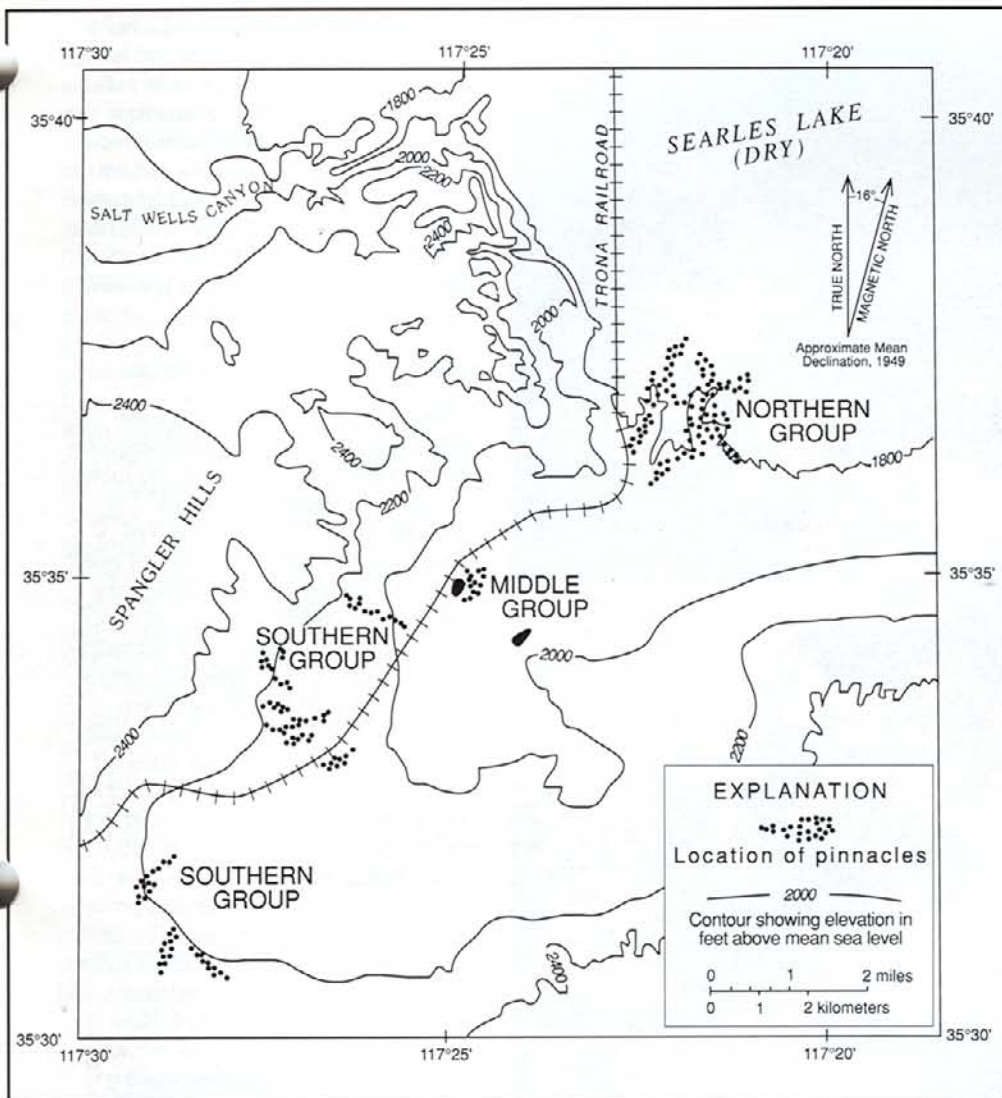 117°30'
117°25'
117°20'
35°40'
35°40'
1800
2000
2200
2400
SEARLES LAKE
(DRY)
SALT WELLS CANYON
TRONA RAILROAD
16°
TRUE NORTH
MAGNETIC NORTH
Approximate Mean
Declination, 1949
2000
2400
NORTHERN
GROUP
2400
1800
2200
SPANGLER HILLS
35°35'
35°35'
MIDDLE
GROUP
SOUTHERN
GROUP
2000
2400
2200
EXPLANATION
Location of pinnacles
2000
Contour showing elevation in
feet above mean sea level
0 1 2 miles
0 1 2 kilometers
SOUTHERN
GROUP
2400
35°30'
35°30'
117°30'
117°25'
117°20'